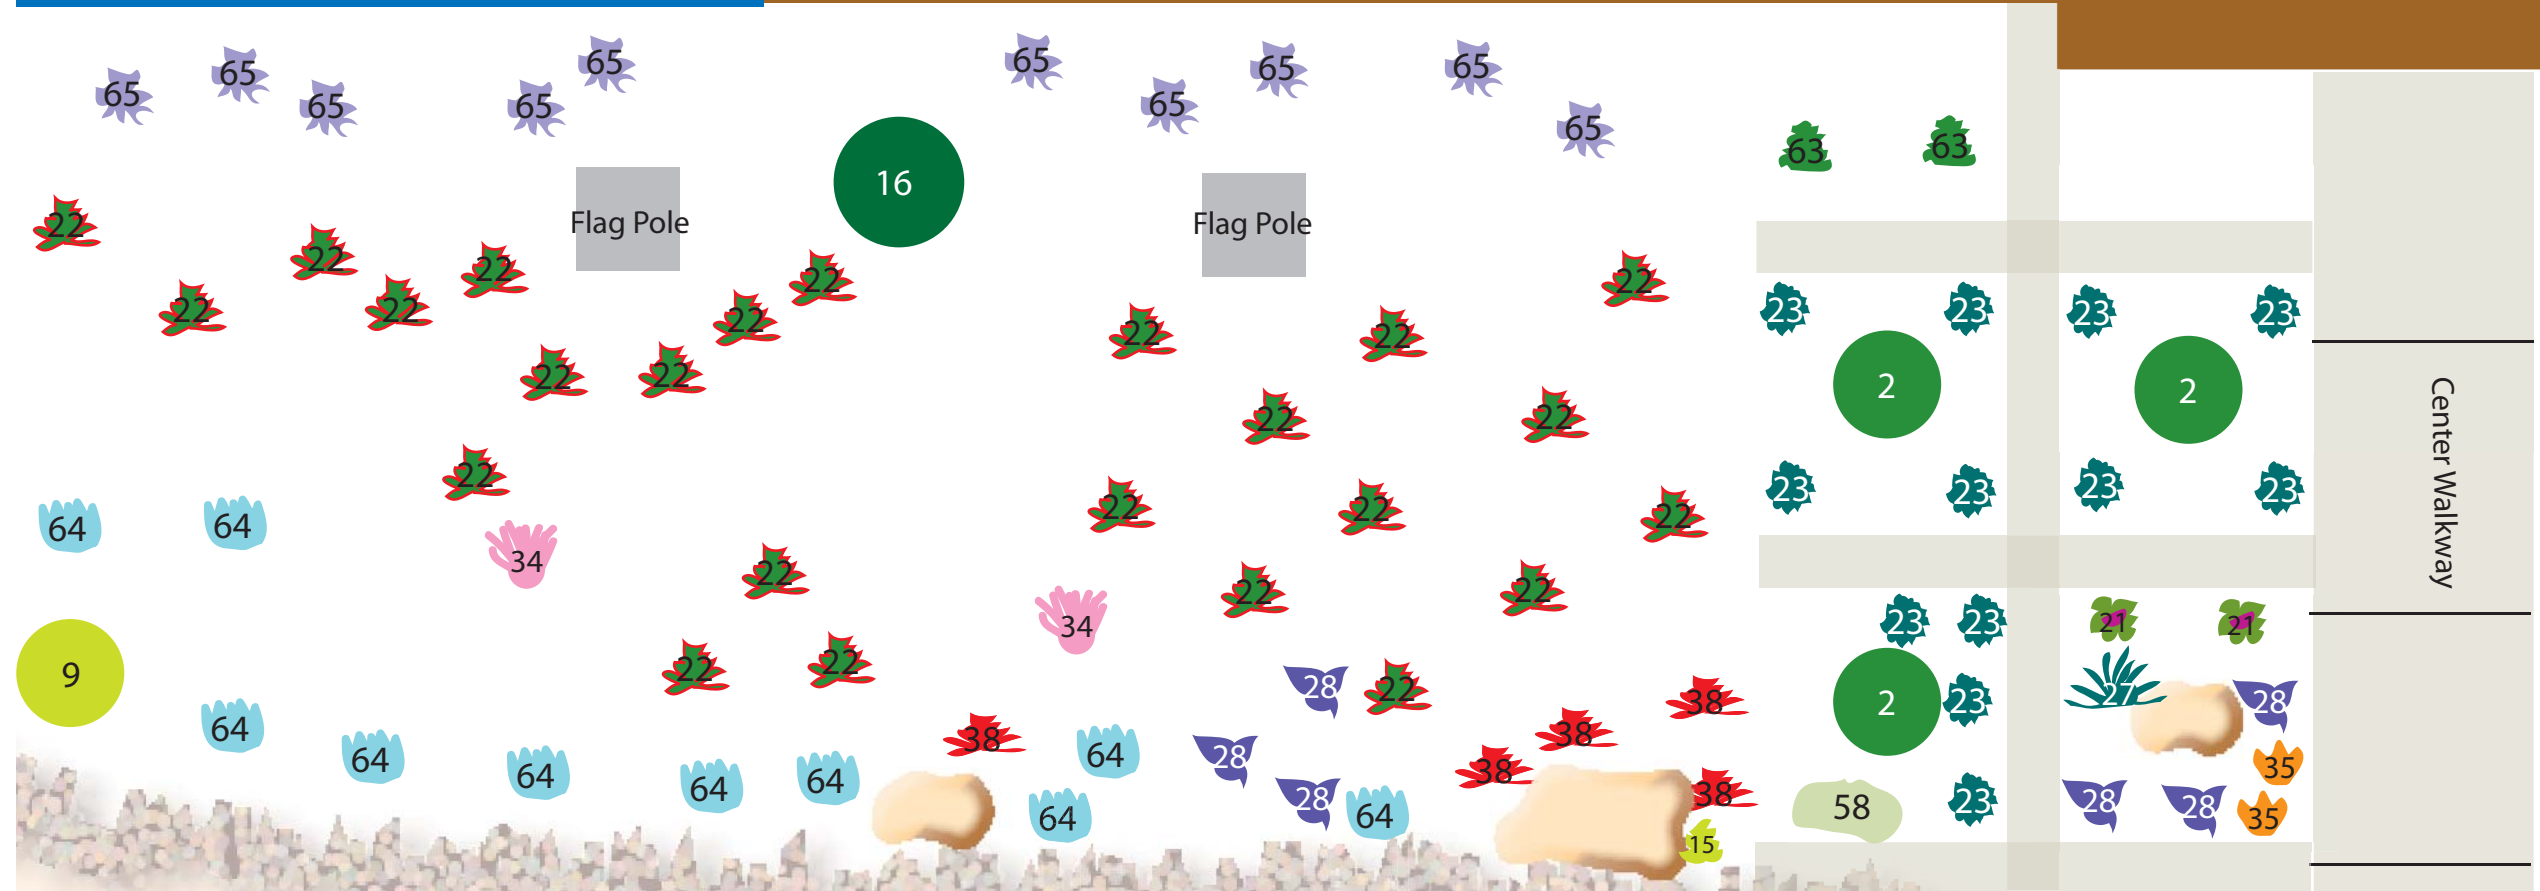 65 65 65 65 65 65 65 65 65 65
63 63
16
Flag Pole Flag Pole
22 22 22 22 22 22 22 22
23 23 23 23
22 22 22 22 22 22 22
2 2
Center Walkway
22 22 22 22
23 23 23 23
64 64
34
22 22 22
34
23 23 21 21
22 22
9
28 22 38
2 23 27 28
64 38 38
64 64 64 64 64 28 38 35
64 28 64 38
58 23 28 28 35
64 15